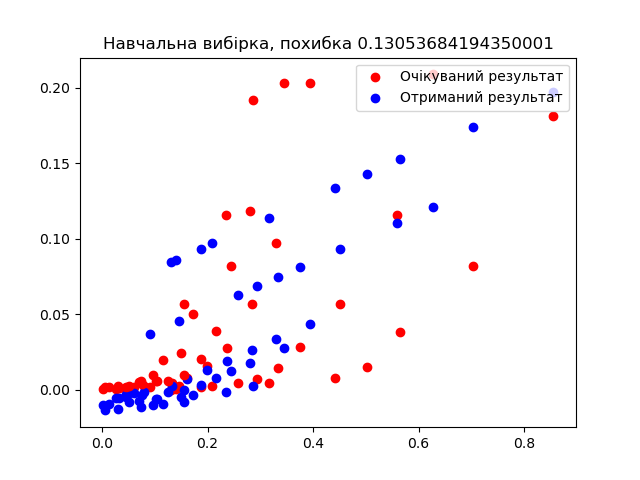 Навчальна вибірка, похибка 0.13053684194350001
Очікуваний результат
Отриманий результат
0.20
0.15
0.10
0.05
0.00
0.0 0.2 0.4 0.6 0.8